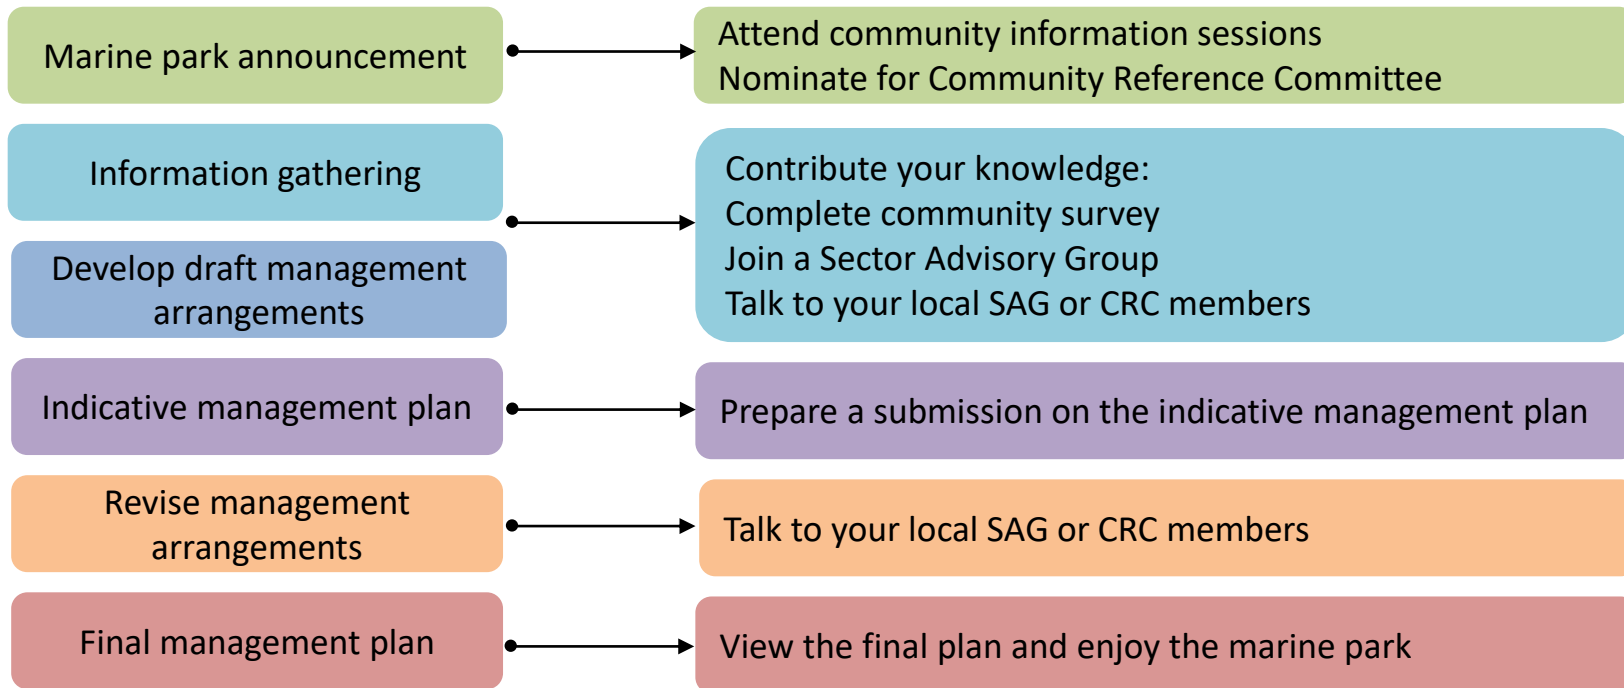 Marine park announcement
Attend community information sessions
Nominate for Community Reference Committee
Information gathering
Develop draft management
arrangements
Contribute your knowledge:
Complete community survey
Join a Sector Advisory Group
Talk to your local SAG or CRC members
Indicative management plan
Prepare a submission on the indicative management plan
Revise management
arrangements
Talk to your local SAG or CRC members
Final management plan
View the final plan and enjoy the marine park